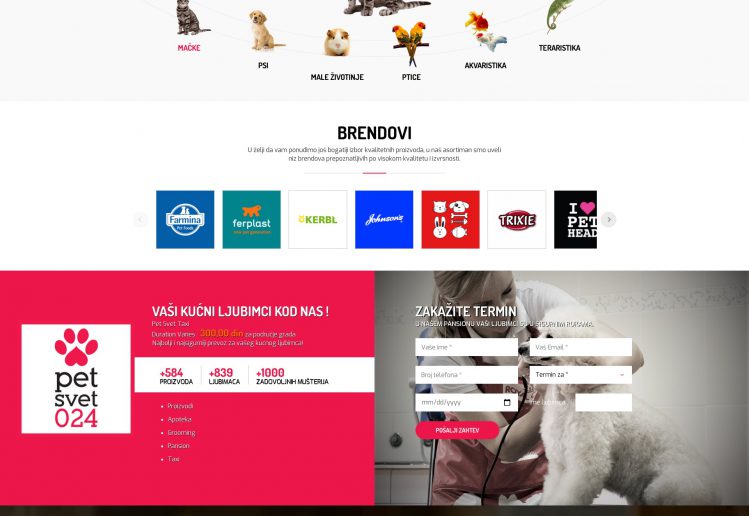 MAČKE
PSI
MALE ŽIVOTINJE
PTICE
AKVARISTIKA
TERARISTIKA
BRENDOVI
U želji da vam ponudimo još bogatiji izbor kvalitetnih proizvoda, u naš asortiman smo uveli
niz brendova prepoznatljivih po visokom kvalitetu i izvrsnosti.
Farmina
Pet Foods
ferplast
KERBL
Johnson's
TRIXIE
I
PET
HEAD
VAŠI KUĆNI LJUBIMCI KOD NAS !
Pet Svet Taxi
Duration Varies 300,00 din za područje grada
Najbolji i najsigurniji prevoz za vašeg kucnog ljubimca!
pet
svet
024
+584
PROIZVODA
+839
LJUBIMACA
+1000
ZADOVOLJNIH MUŠTERIJA
Proizvodi
Apoteka
Grooming
Pansion
Taxi
ZAKAŽITE TERMIN
U NAŠEM PANSIONU VAŠI LJUBIMCI SU U SIGURNIM RUKAMA.
Vaše Ime *
Vaš Email *
Broj telefona *
Termin za *
mm/dd/yyyy
Ime ljubimca
POŠALJI ZAHTEV